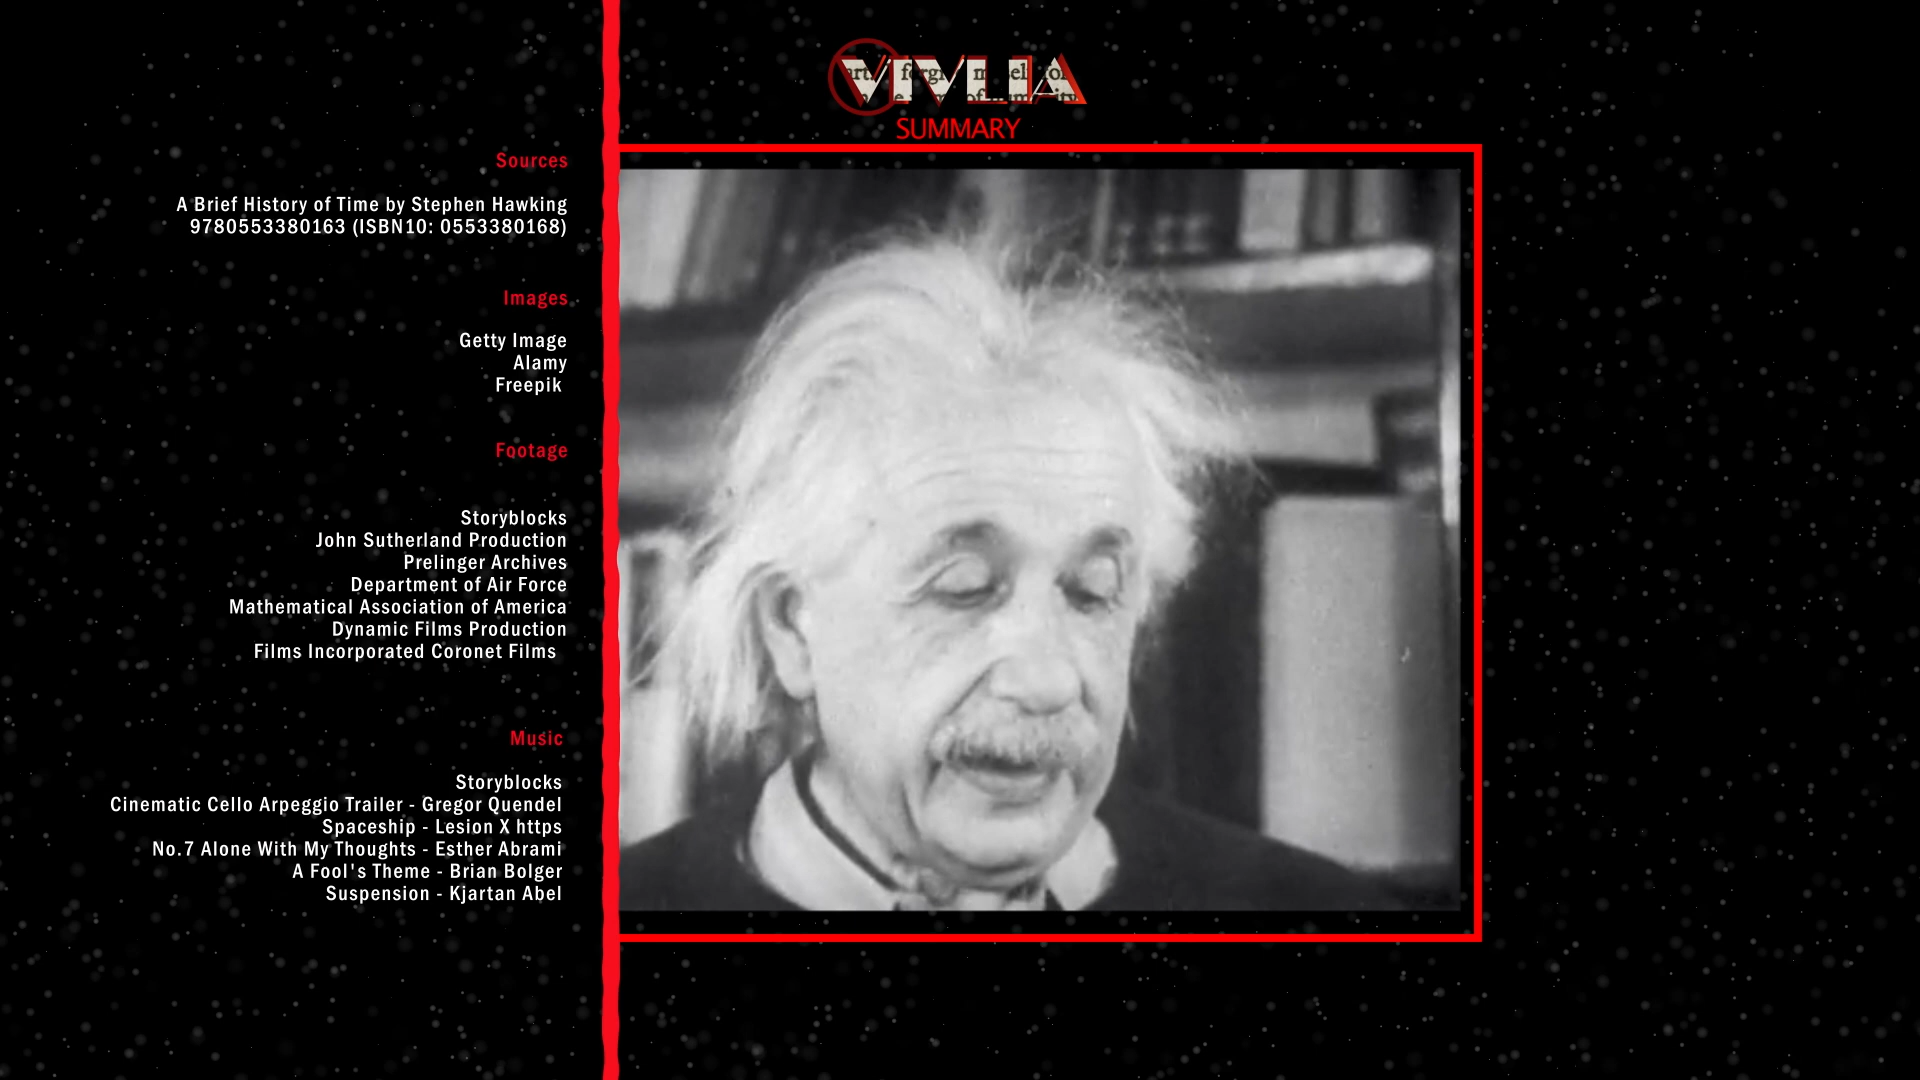 VIVLIA
SUMMARY
Sources
A Brief History of Time by Stephen Hawking
9780553380163 (ISBN10: 0553380168)
Images
Getty Image
Alamy
Freepik
Footage
Storyblocks
John Sutherland Production
Prelinger Archives
Department of Air Force
Mathematical Association of America
Dynamic Films Production
Films Incorporated Coronet Films
Music
Storyblocks
Cinematic Cello Arpeggio Trailer - Gregor Quendel
Spaceship - Lesion X https
No.7 Alone With My Thoughts - Esther Abrami
A Fool's Theme - Brian Bolger
Suspension - Kjartan Abel